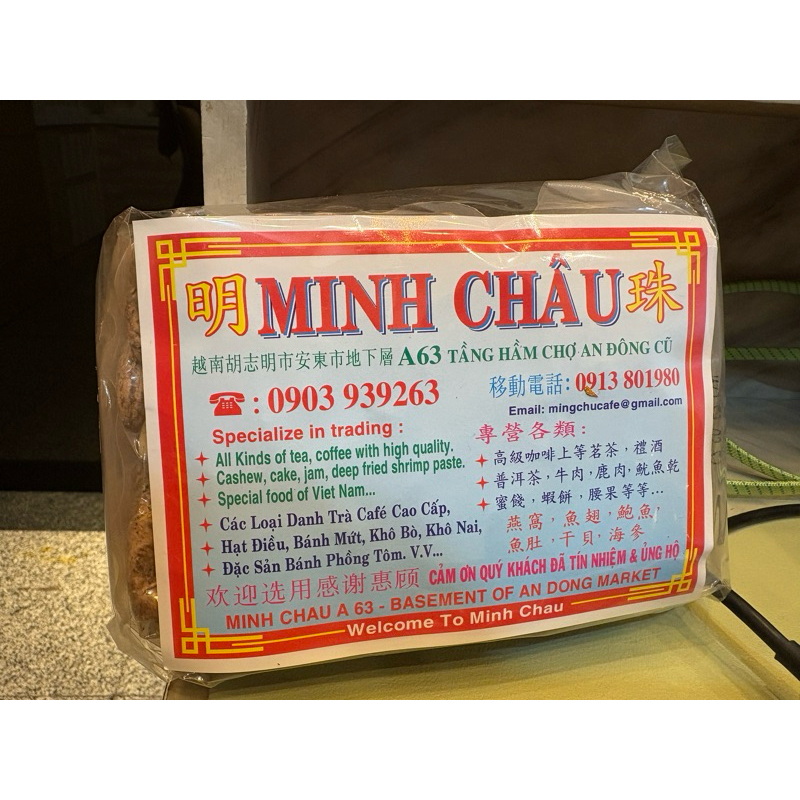 明 MINH CHÂU 珠
越南胡志明市安東市地下層 A63 TẦNG HẦM CHỢ AN ĐÔNG CŨ
☎ : 0903 939263
移動電話: 0913 801980
Email: mingchucafe@gmail.com
Specialize in trading :
All Kinds of tea, coffee with high quality.
Cashew, cake, jam, deep fried shrimp paste.
Special food of Viet Nam...
Các Loại Danh Trà Café Cao Cấp,
Hạt Điều, Bánh Mứt, Khô Bò, Khô Nai,
Đặc Sản Bánh Phồng Tôm. V.V...
專營各類:
高級咖啡上等茗茶, 禮酒
普洱茶, 牛肉, 鹿肉, 魷魚乾
蜜餞, 蝦餅, 腰果等等...
燕窩, 魚翅, 鮑魚,
魚肚, 干貝, 海參
欢迎选用感谢惠顾 CẢM ƠN QUÝ KHÁCH ĐÃ TÍN NHIỆM & ỦNG HỘ
MINH CHAU A 63 - BASEMENT OF AN DONG MARKET
Welcome To Minh Chau